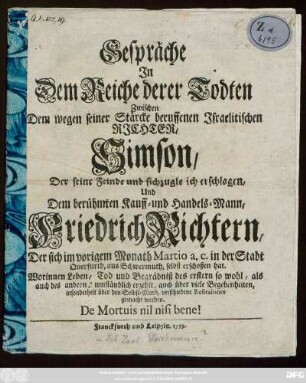 Gespräche
In
Dem Reiche derer Todten
Zwischen
Dem wegen seiner Stärcke beruffenen Israelitischen
RICHTER,
Simson,
Der seine Feinde und sich zugleich erschlagen,
Und
Dem berühmten Kauff- und Handels-Mann,
Friedrich Richtern,
Der sich im vorigem Monath Martio a. c. in der Stadt
Querfurth, aus Schwermuth, selbst erschossen hat.
Worinnen Leben, Tod und Begräbniß des erstern so wohl, als
auch des andern, umständlich erzehlt, auch über viele Begebenheiten,
insonderheit über den Selbst-Mord, verschiedene
gemacht werden.
De Mortuis nil nisi bene!
Franckfurth und Leipzig, 1739.
Z d
6195